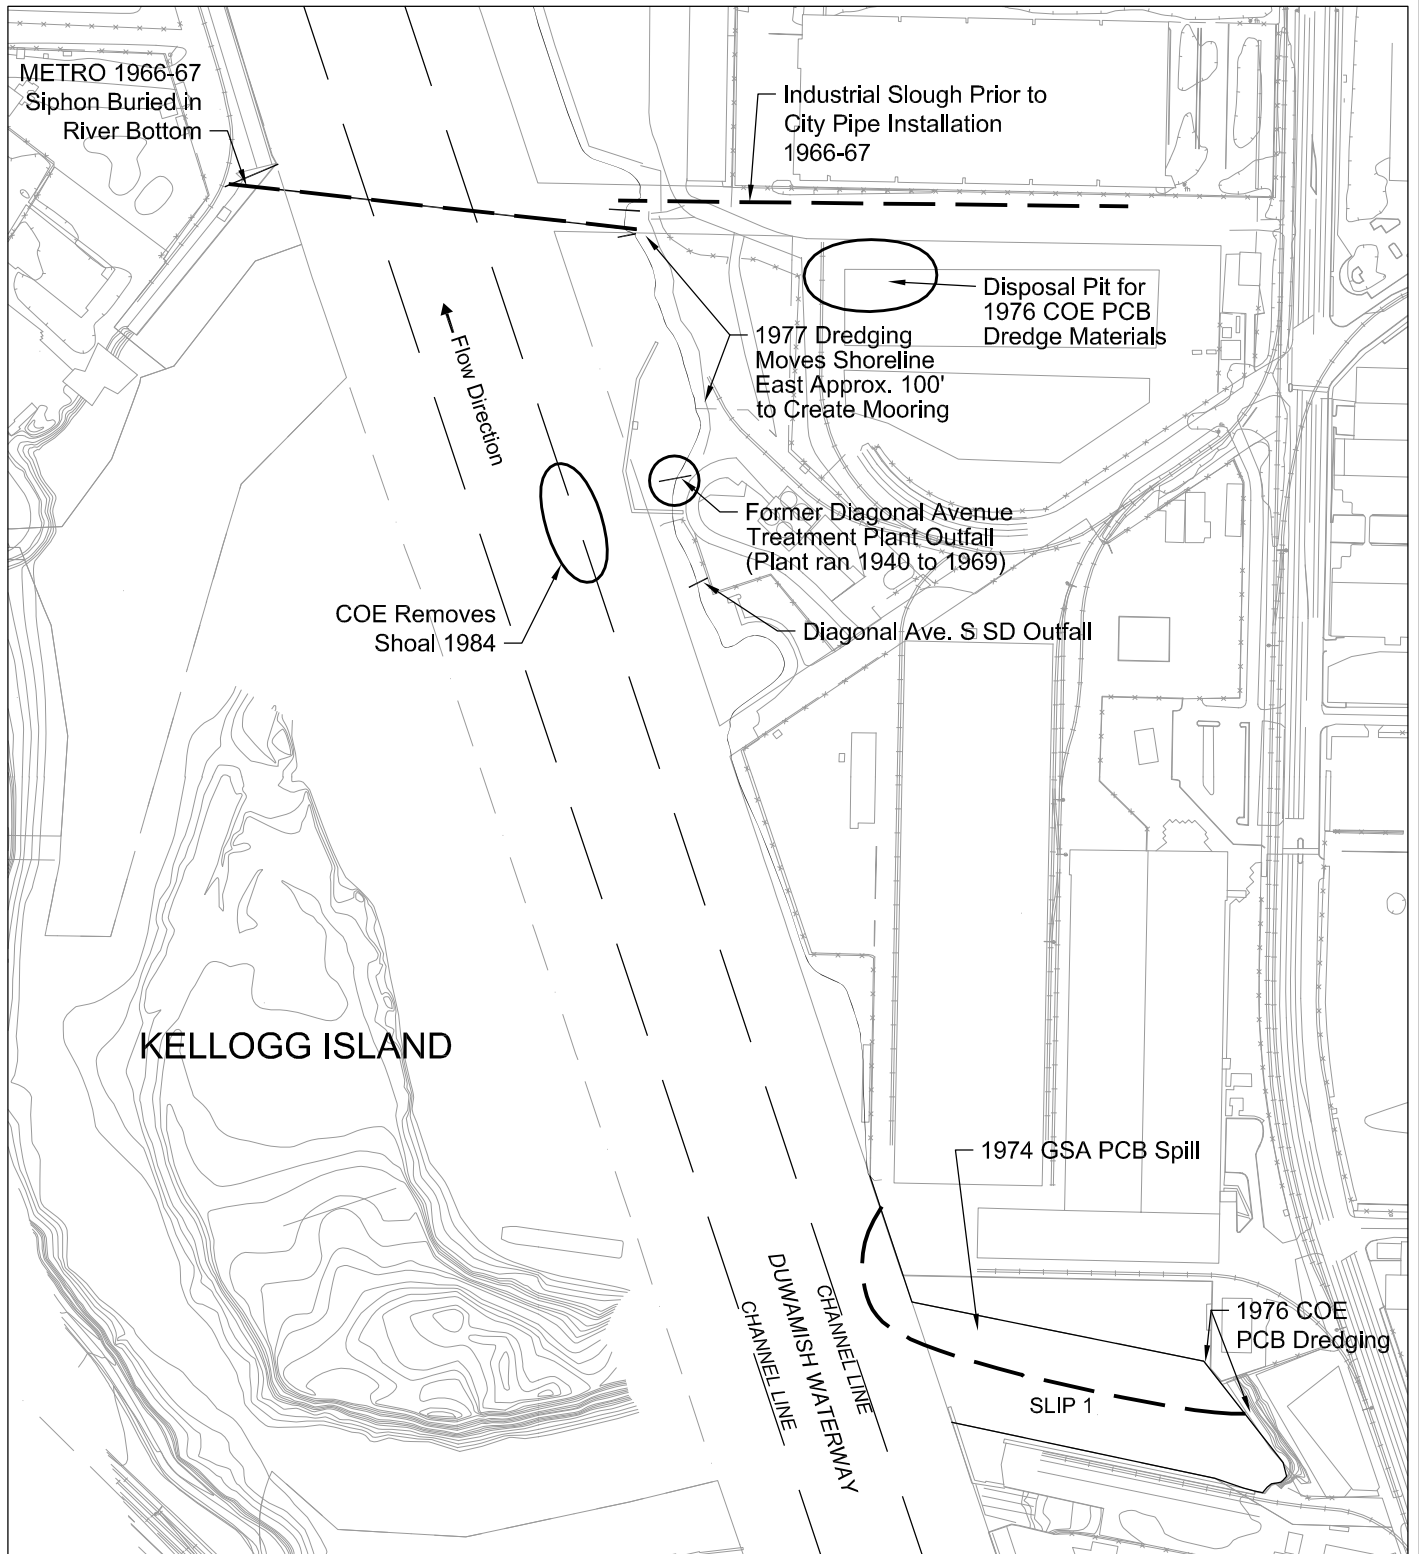 METRO 1966-67
Siphon Buried in
River Bottom
Industrial Slough Prior to
City Pipe Installation
1966-67
Disposal Pit for
1976 COE PCB
Dredge Materials
1977 Dredging
Moves Shoreline
East Approx. 100'
to Create Mooring
Flow Direction
Former Diagonal Avenue
Treatment Plant Outfall
(Plant ran 1940 to 1969)
COE Removes
Shoal 1984
Diagonal Ave. S SD Outfall
KELLOGG ISLAND
1974 GSA PCB Spill
CHANNEL LINE
DUWAMISH WATERWAY
CHANNEL LINE
1976 COE
PCB Dredging
SLIP 1